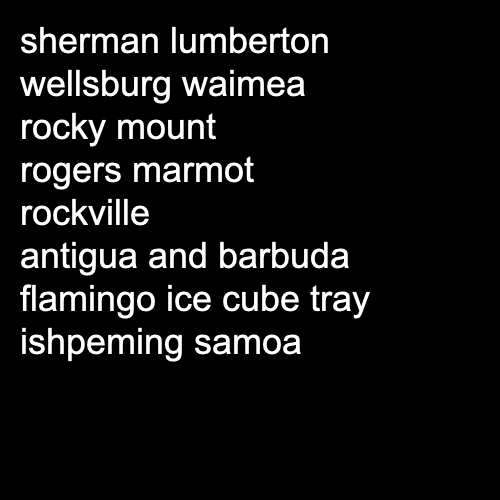 sherman lumberton
wellsburg waimea
rocky mount
rogers marmot
rockville
antigua and barbuda
flamingo ice cube tray
ishpeming samoa